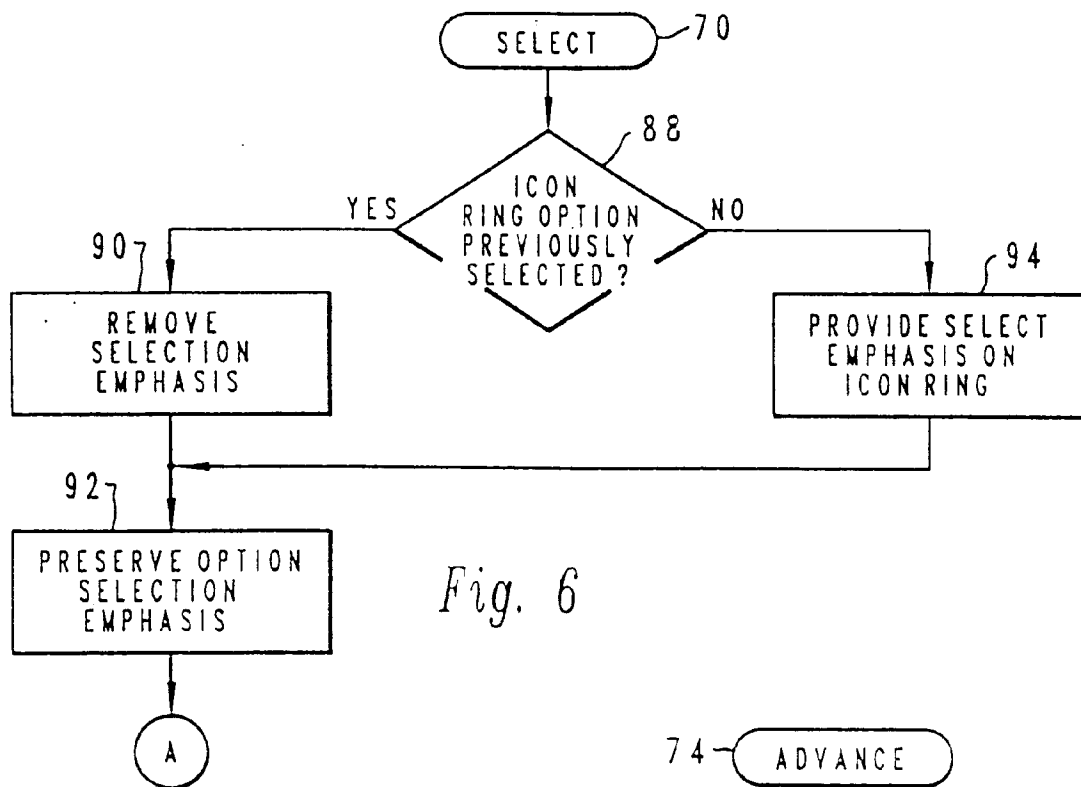 SELECT
70
88
ICON
RING OPTION
PREVIOUSLY
SELECTED ?
YES
NO
90
REMOVE
SELECTION
EMPHASIS
94
PROVIDE SELECT
EMPHASIS ON
ICON RING
92
PRESERVE OPTION
SELECTION
EMPHASIS
Fig. 6
A
74
ADVANCE